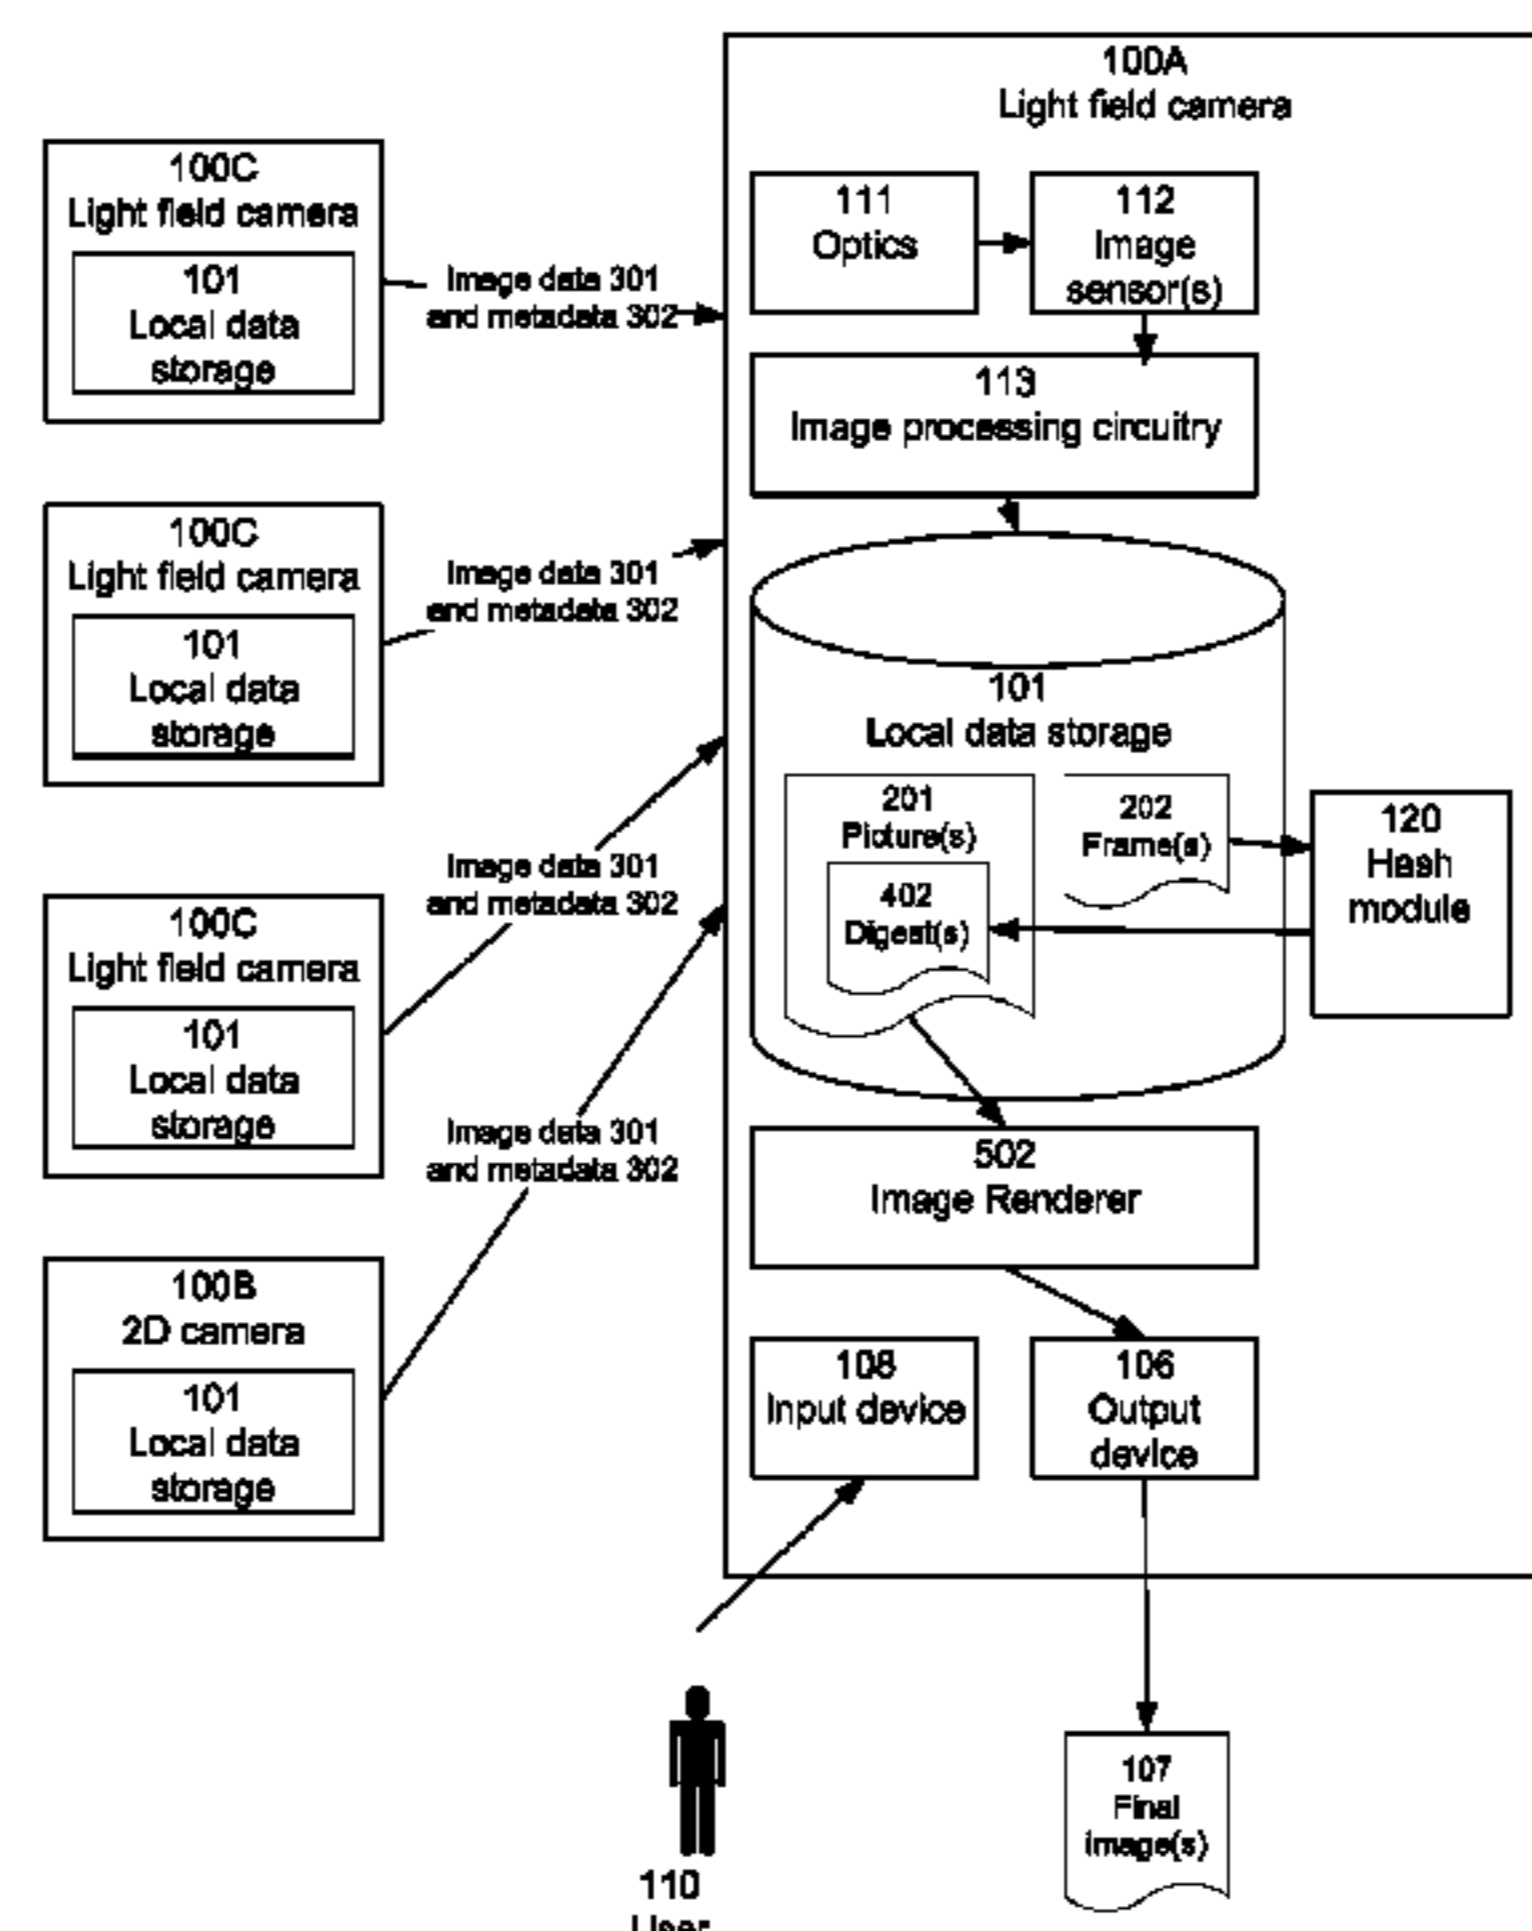 100A
Light field camera
100C
Light field camera
101
Local data
storage
Image data 301
and metadata 302
111
Optics
112
Image
sensor(s)
113
Image processing circuitry
100C
Light field camera
101
Local data
storage
Image data 301
and metadata 302
101
Local data storage
201
Picture(s)
402
Digest(s)
202
Frame(s)
120
Hash
module
100C
Light field camera
101
Local data
storage
Image data 301
and metadata 302
502
Image Renderer
100B
2D camera
101
Local data
storage
Image data 301
and metadata 302
108
Input device
106
Output
device
107
Final
image(s)
110
User